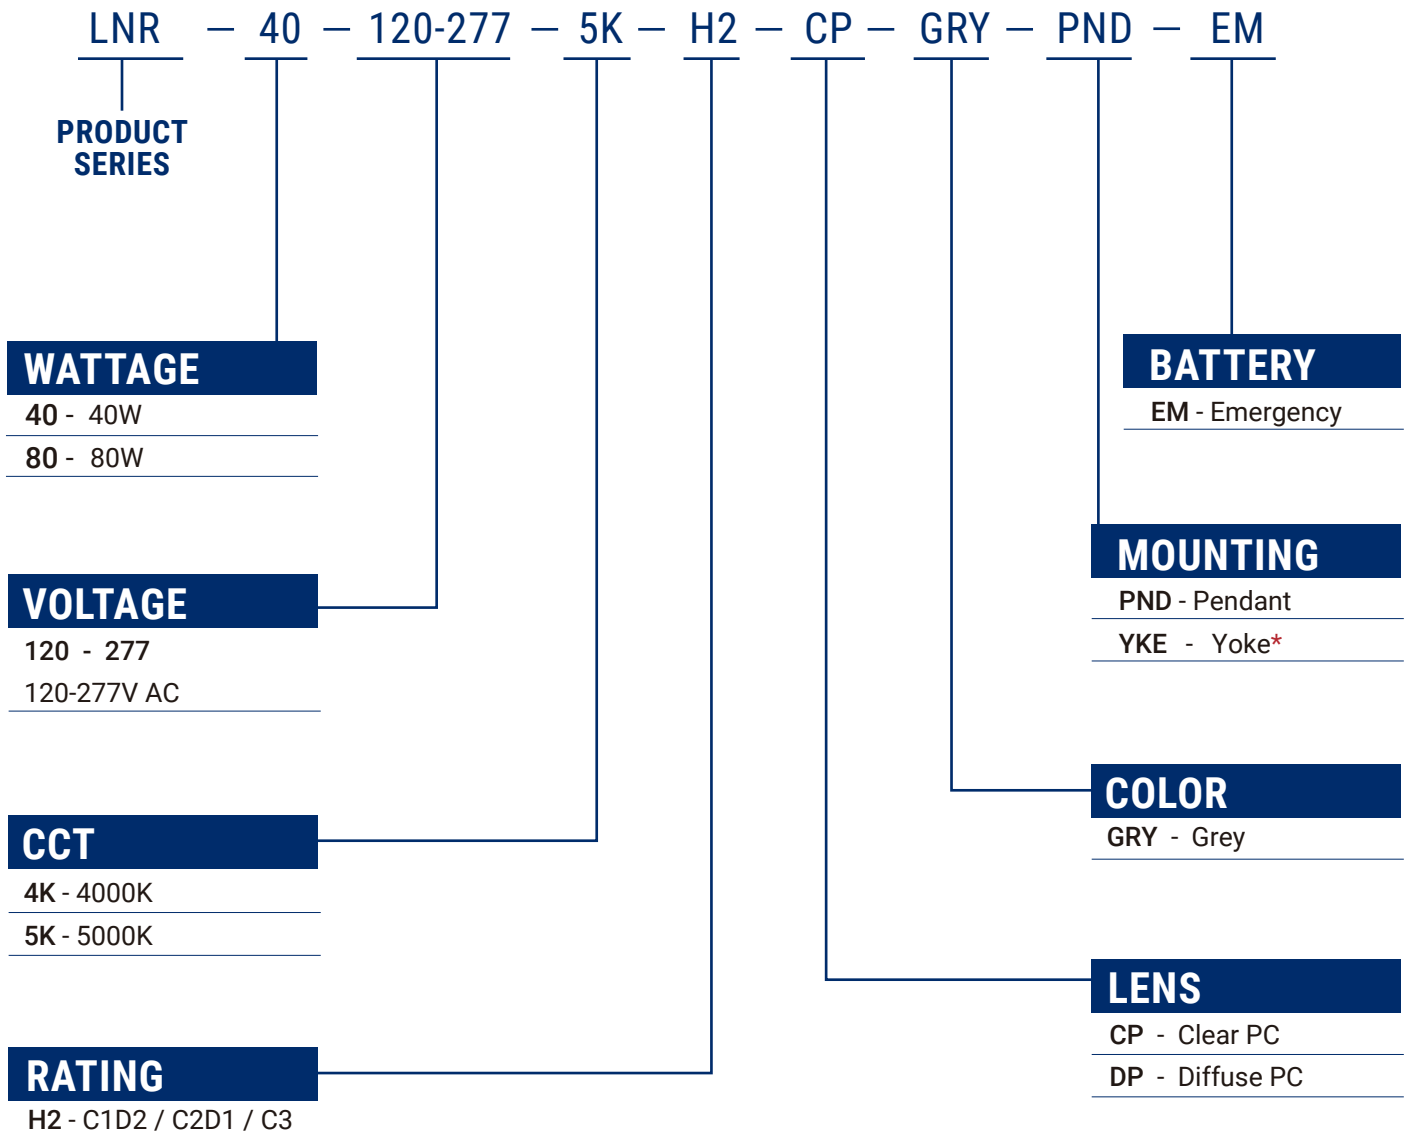 LNR — 40 — 120-277 — 5K — H2 — CP — GRY — PND — EM
PRODUCT
SERIES
WATTAGE
40 - 40W
80 - 80W
VOLTAGE
120 - 277
120-277V AC
CCT
4K - 4000K
5K - 5000K
RATING
H2 - C1D2 / C2D1 / C3
BATTERY
EM - Emergency
MOUNTING
PND - Pendant
YKE - Yoke*
COLOR
GRY - Grey
LENS
CP - Clear PC
DP - Diffuse PC